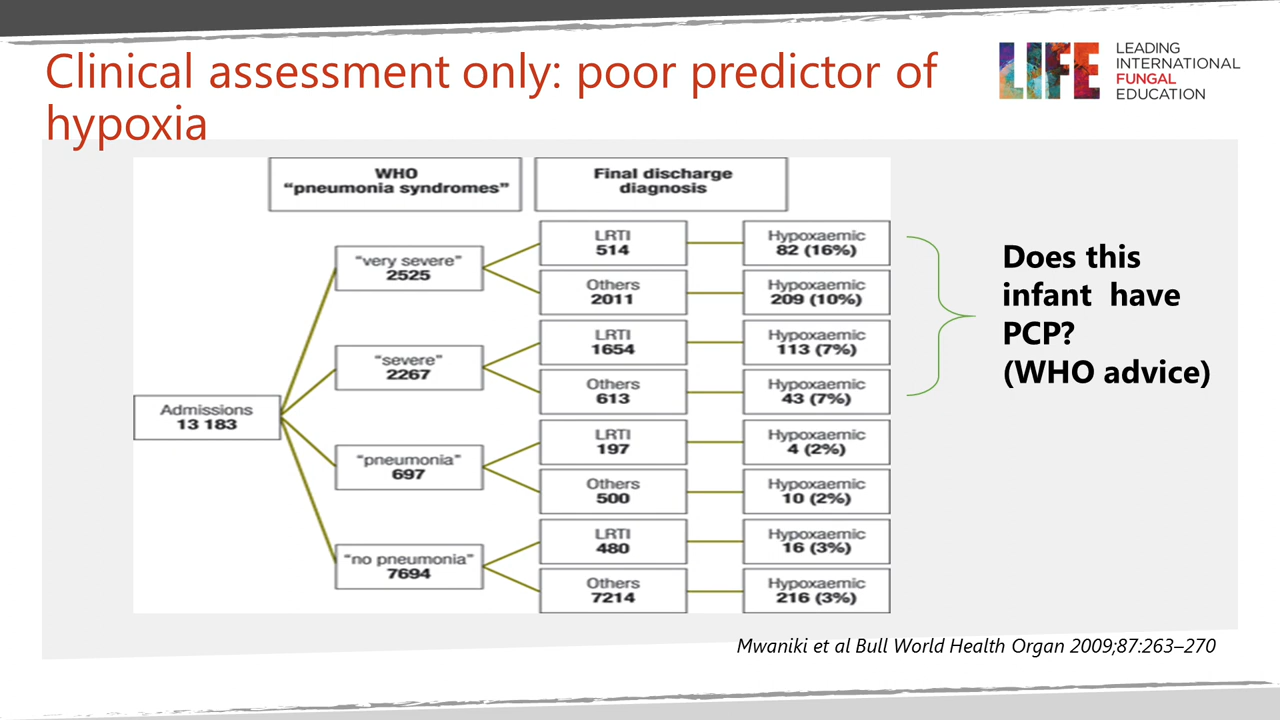 Clinical assessment only: poor predictor of
hypoxia
LIFE
LEADING
INTERNATIONAL
FUNGAL
EDUCATION
WHO
“pneumonia syndromes”
Final discharge
diagnosis
Admissions
13 183
“very severe”
2525
LRTI
514
Hypoxaemic
82 (16%)
Others
2011
Hypoxaemic
209 (10%)
“severe”
2267
LRTI
1654
Hypoxaemic
113 (7%)
Others
613
Hypoxaemic
43 (7%)
“pneumonia”
697
LRTI
197
Hypoxaemic
4 (2%)
Others
500
Hypoxaemic
10 (2%)
“no pneumonia”
7694
LRTI
480
Hypoxaemic
16 (3%)
Others
7214
Hypoxaemic
216 (3%)
Does this
infant  have
PCP?
(WHO advice)
Mwaniki et al Bull World Health Organ 2009;87:263–270